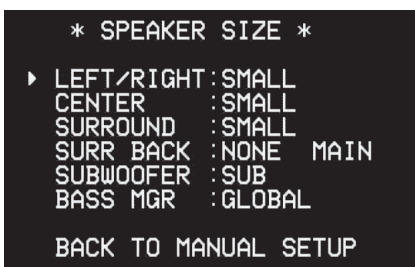 * SPEAKER SIZE *
LEFT/RIGHT:SMALL
CENTER :SMALL
SURROUND :SMALL
SURR BACK :NONE MAIN
SUBWOOFER :SUB
BASS MGR :GLOBAL
BACK TO MANUAL SETUP